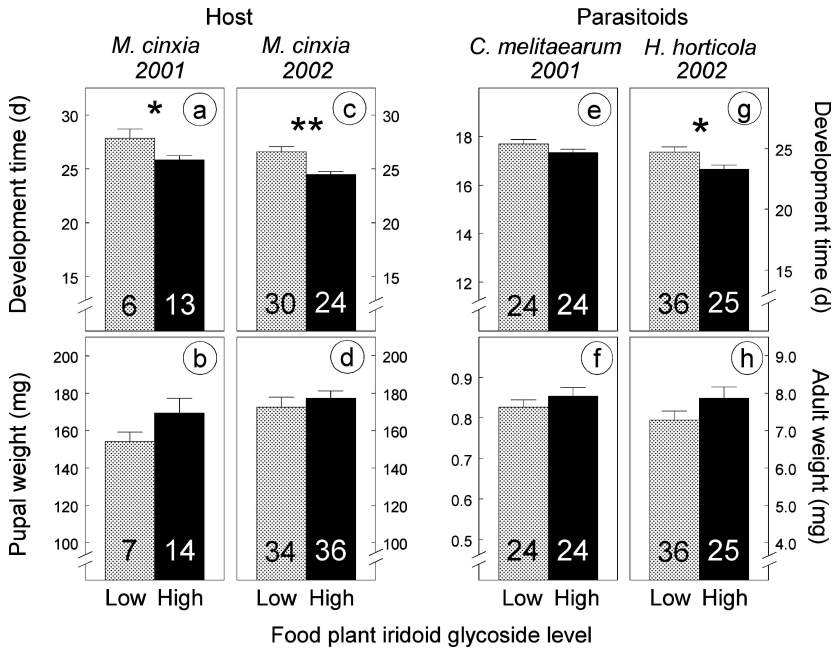 Host Parasitoids
M. cinxia M. cinxia C. melitaearum H. horticola
2001 2002 2001 2002
Development time (d)
30
25
20
15
* a
6 13
30
25
20
15
** c
30 24
18
16
14
12
e
24 24
25
20
15
* g
36 25
Development time (d)
Pupal weight (mg)
200
180
160
140
120
100
b
7 14
200
180
160
140
120
100
d
34 36
0.9
0.8
0.7
0.6
0.5
f
24 24
9.0
8.0
7.0
6.0
5.0
4.0
h
36 25
Adult weight (mg)
Low High Low High Low High Low High
Food plant iridoid glycoside level